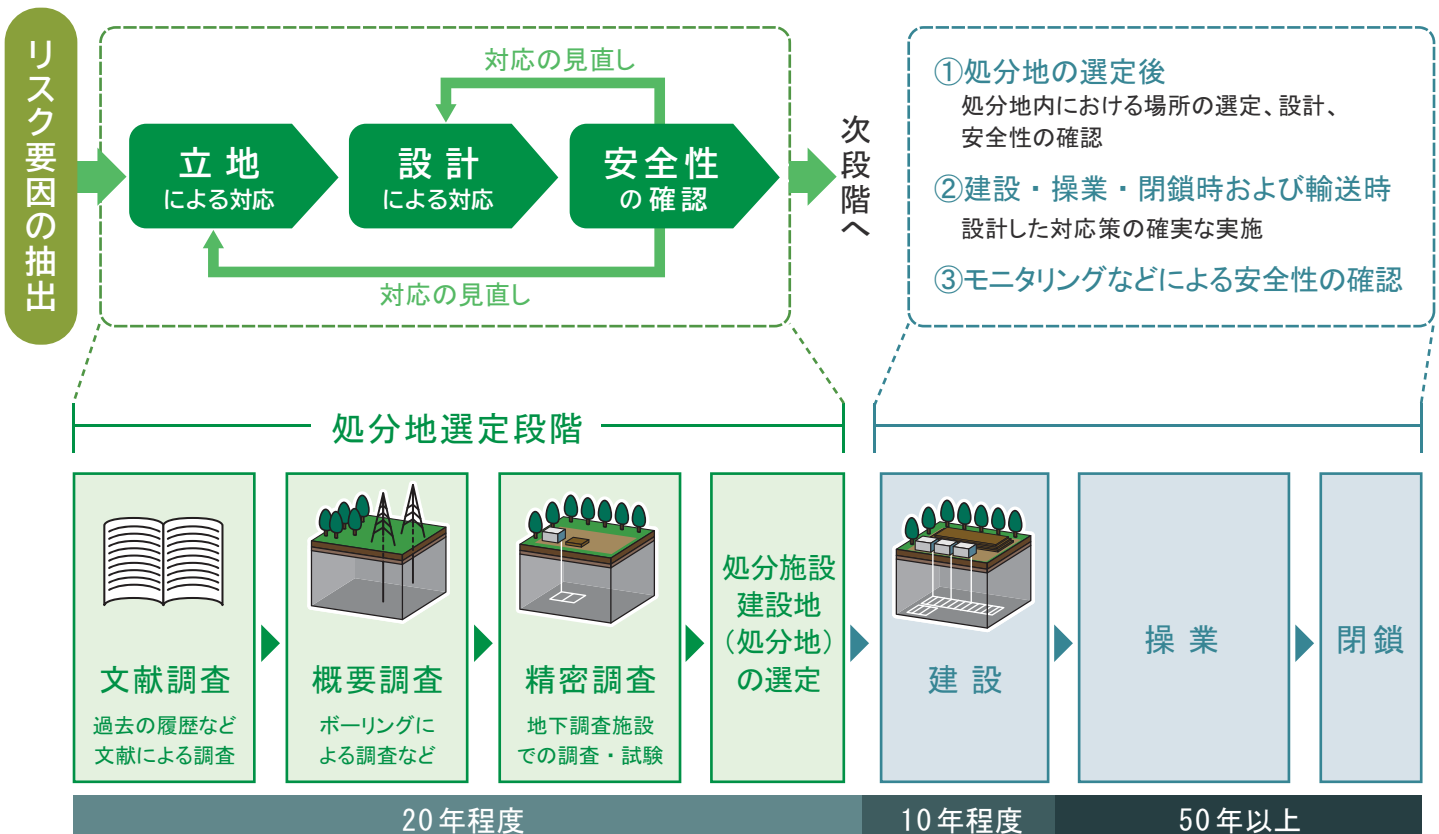 リスク要因の抽出
対応の見直し
立地
による対応
設計
による対応
安全性
の確認
対応の見直し
次段階へ
①処分地の選定後
処分地内における場所の選定、設計、
安全性の確認
②建設・操業・閉鎖時および輸送時
設計した対応策の確実な実施
③モニタリングなどによる安全性の確認
処分地選定段階
文献調査
過去の履歴など
文献による調査
概要調査
ボーリングに
よる調査など
精密調査
地下調査施設
での調査・試験
処分施設
建設地
（処分地）
の選定
建設
操業
閉鎖
20年程度
10年程度
50年以上